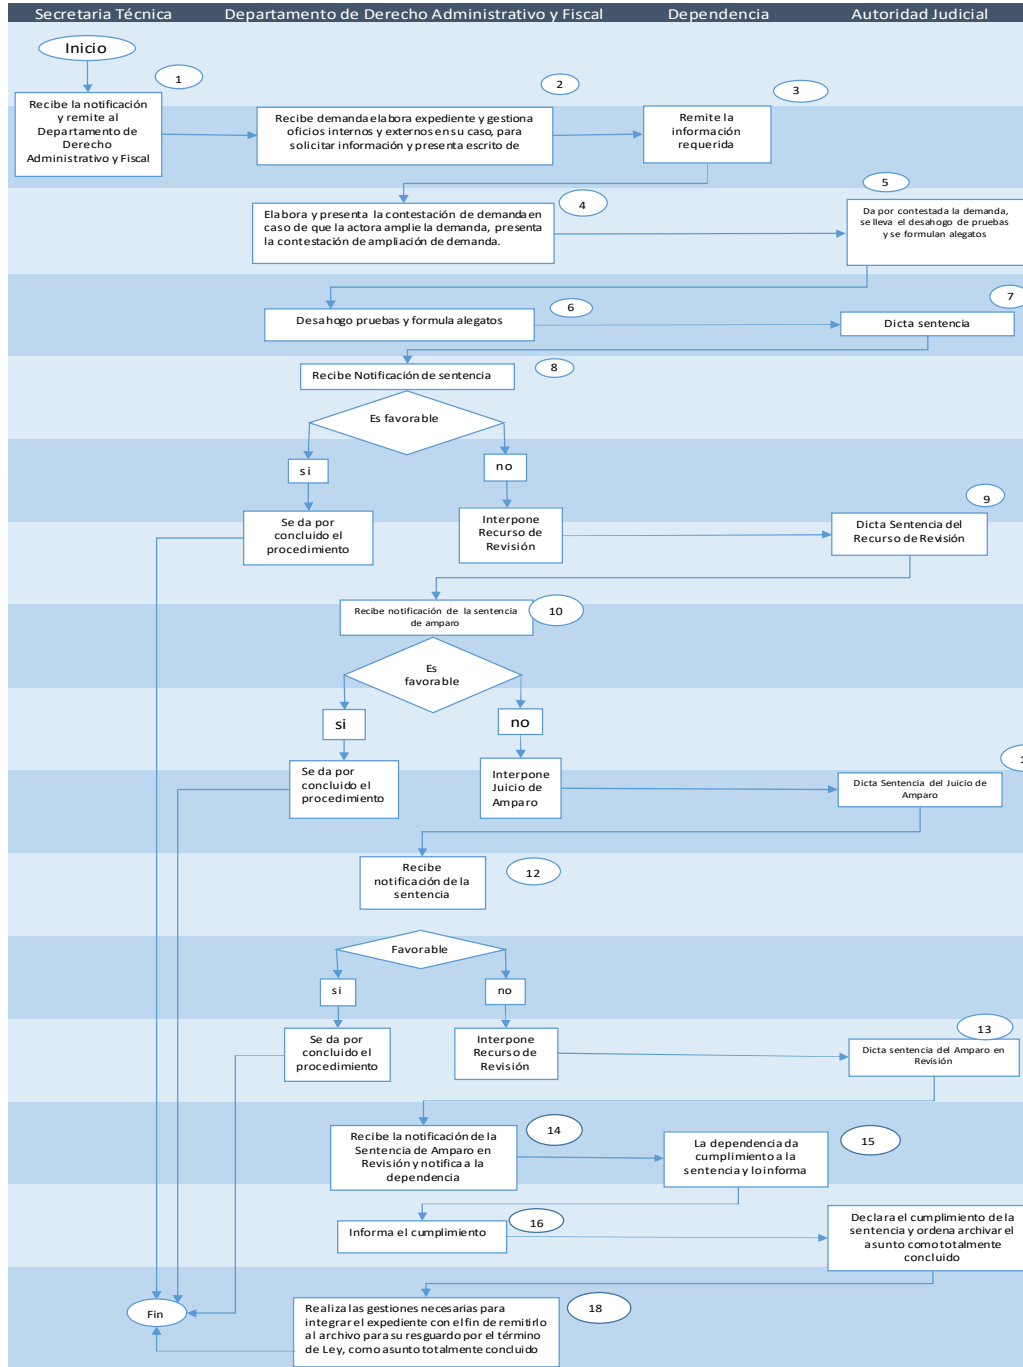 Secretaria Técnica
Departamento de Derecho Administrativo y Fiscal
Dependencia
Autoridad Judicial
Inicio
1
Recibe la notificación
y remite al
Departamento de
Derecho
Administrativo y Fiscal
2
Recibe demanda elabora expediente y gestiona
oficios internos y externos en su caso, para
solicitar información y presenta escrito de
3
Remite la
información
requerida
4
Elabora y presenta la contestación de demanda en
caso de que la actora amplie la demanda, presenta
la contestación de ampliación de demanda.
5
Da por contestada la demanda,
se lleva el desahogo de pruebas
y se formulan alegatos
6
Desahogo pruebas y formula alegatos
7
Dicta sentencia
8
Recibe Notificación de sentencia
Es favorable
si
no
Se da por
concluido el
procedimiento
Interpone
Recurso de
Revisión
9
Dicta Sentencia del
Recurso de Revisión
10
Recibe notificación de la sentencia
de amparo
Es
favorable
si
no
Se da por
concluido el
procedimiento
Interpone
Juicio de
Amparo
1
Dicta Sentencia del Juicio de
Amparo
12
Recibe
notificación de la
sentencia
Favorable
si
no
Se da por
concluido el
procedimiento
Interpone
Recurso de
Revisión
13
Dicta sentencia del Amparo en
Revisión
14
Recibe la notificación de la
Sentencia de Amparo en
Revisión y notifica a la
dependencia
15
La dependencia da
cumplimiento a la
sentencia y lo informa
16
Informa el cumplimiento
Declara el cumplimiento de la
sentencia y ordena archivar el
asunto como totalmente
concluido
18
Realiza las gestiones necesarias para
integrar el expediente con el fin de remitirlo
al archivo para su resguardo por el término
de Ley, como asunto totalmente concluido
Fin